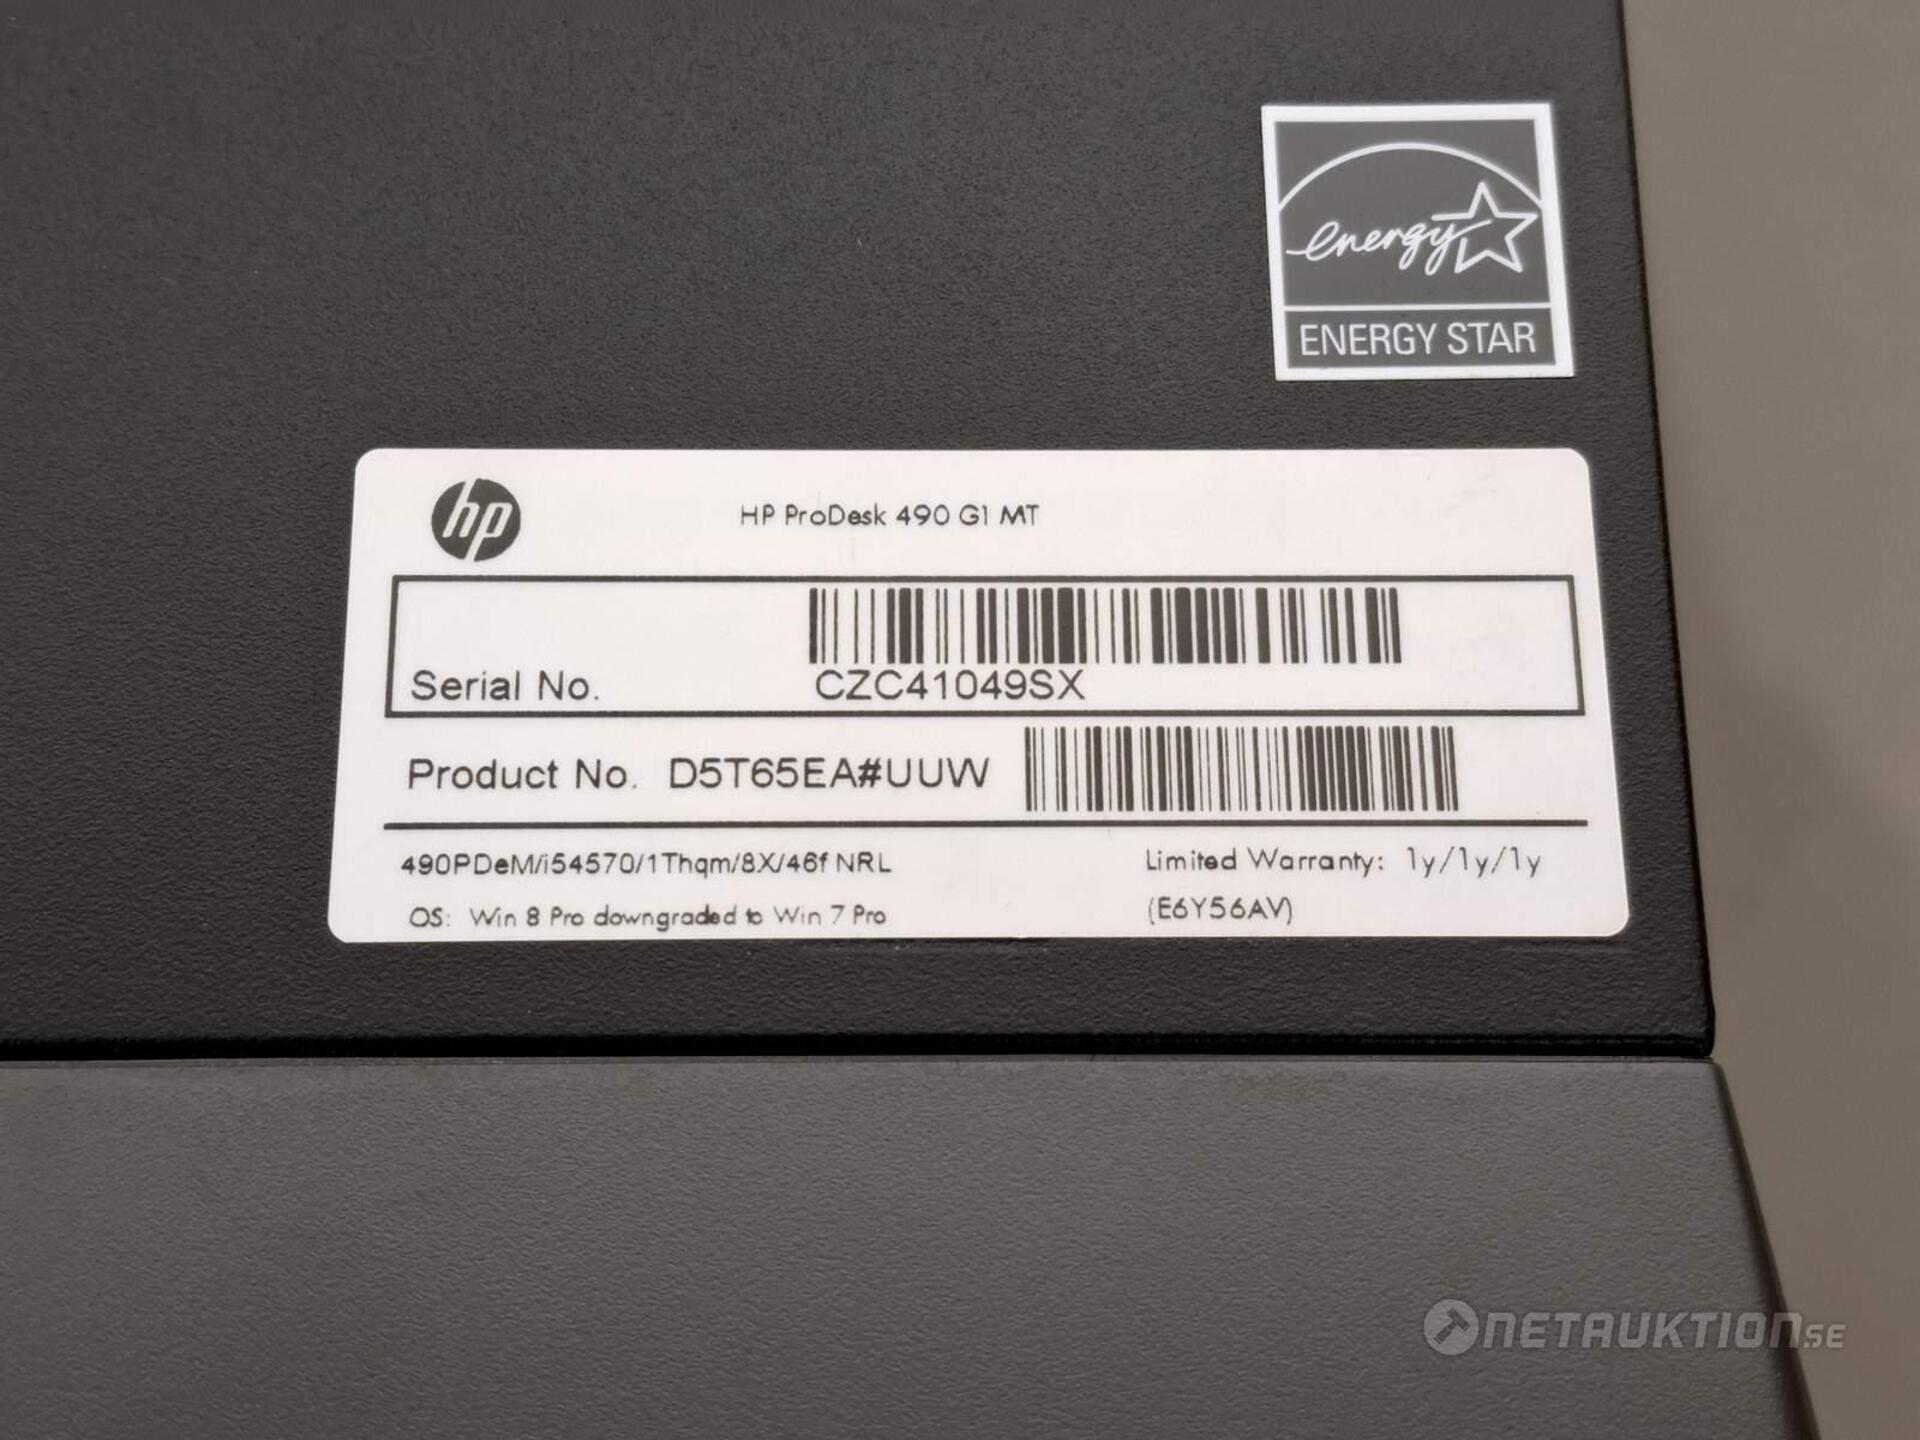 energy
ENERGY STAR
hp
HP ProDesk 490 G1 MT
Serial No. CZC41049SX
Product No. D5T65EA#UUW
490PDeM/i54570/1Thqm/8X/46f NRL
Limited Warranty: 1y/1y/1y
OS: Win 8 Pro downgraded to Win 7 Pro
(E6Y56AV)
NETAUKTION.SE